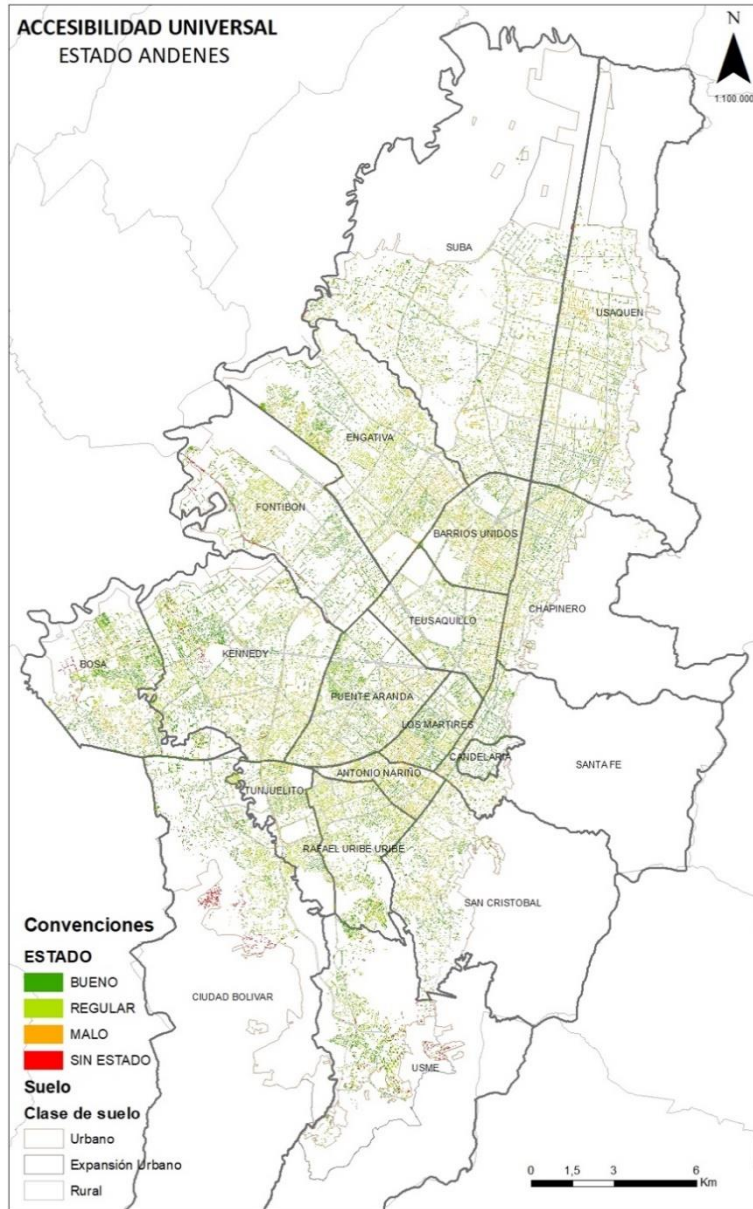 ACCESIBILIDAD UNIVERSAL
ESTADO ANDENES
N
1:100.000
SUBA
USAQUEN
ENGATIVA
FONTIBON
BARRIOS UNIDOS
CHAPINERO
TEUSAQUILLO
KENNEDY
BOSA
PUENTE ARANDA
LOS MARTIRES
CANDELARIA
SANTA FE
ANTONIO NARIÑO
TUNJUELITO
RAFAEL URIBE URIBE
SAN CRISTOBAL
CIUDAD BOLIVAR
USME
Convenciones
ESTADO
BUENO
REGULAR
MALO
SIN ESTADO
Suelo
Clase de suelo
Urbano
Expansión Urbano
Rural
0 1,5 3 6
Km